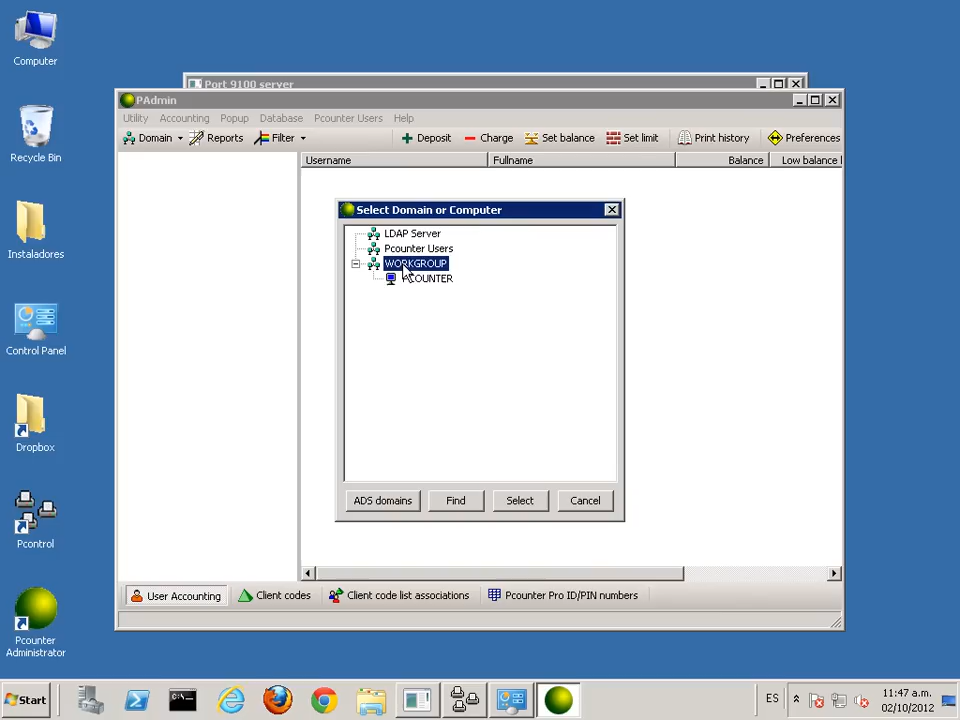 Computer
Recycle Bin
Instaladores
Control Panel
Dropbox
Pcontrol
Pcounter
Administrator
Port 9100 server
PAdmin
Utility Accounting Popup Database Pcounter Users Help
Domain Reports Filter Deposit Charge Set balance Set limit Print history Preferences
Username Fullname Balance Low balance l
Select Domain or Computer
LDAP Server
Pcounter Users
WORKGROUP
COUNTER
ADS domains Find Select Cancel
User Accounting Client codes Client code list associations Pcounter Pro ID/PIN numbers
Start ES 11:47 a.m.
02/10/2012